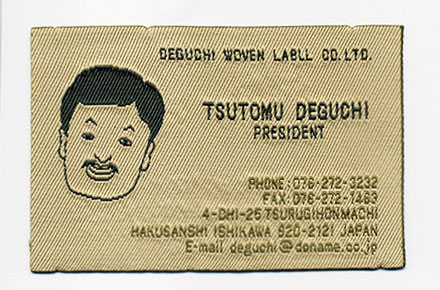 DEGUCHI WOVEN LABLL CO.LTD.
TSUTOMU DEGUCHI
PRESIDENT
PHONE:076-272-3232
FAX:076-272-1463
4-CHI-25 TSURUGIHONMACHI
HAKUSANSHI ISHIKAWA 920-2121 JAPAN
E-mail deguchi@doname.co.jp